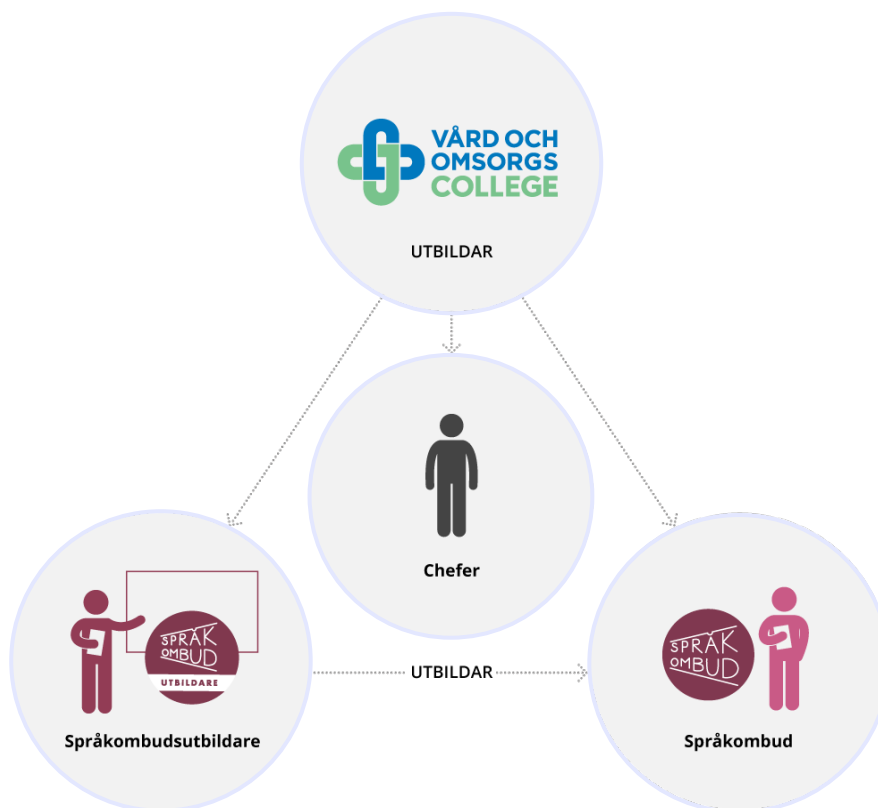 VÅRD OCH
OMSORGS
COLLEGE
UTBILDAR
Chefer
SPRÅK
OMBUD
UTBILDARE
Språkombudsutbildare
UTBILDAR
SPRÅK
OMBUD
Språkombud